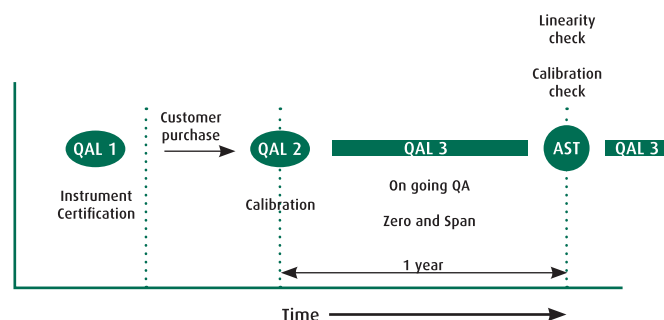 Linearity
check
Calibration
check
Customer
purchase
QAL 1
QAL 2
QAL 3
AST
QAL 3
Instrument
Certification
Calibration
On going QA
Zero and Span
1 year
Time